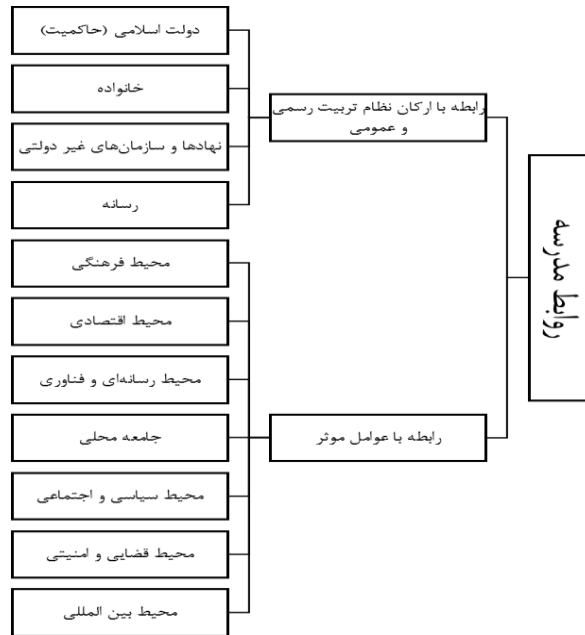 روابط مدرسه
رابطه با ارکان نظام تربیت رسمی
و عمومی
دولت اسلامی (حاکمیت)
خانواده
نهادها و سازمان‌های غیر دولتی
رسانه
رابطه با عوامل موثر
محیط فرهنگی
محیط اقتصادی
محیط رسانه‌ای و فناوری
جامعه محلی
محیط سیاسی و اجتماعی
محیط قضایی و امنیتی
محیط بین المللی